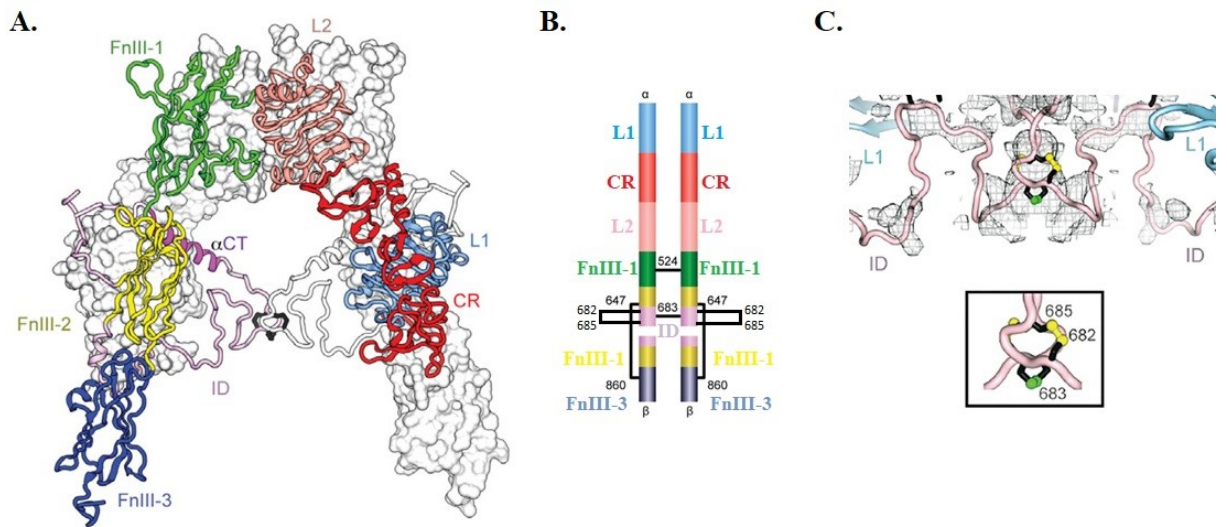 A.
B.
C.
L2
FnIII-1
αCT
L1
CR
FnIII-2
ID
FnIII-3
α α
L1 L1
CR CR
L2 L2
FnIII-1 524 FnIII-1
647 647
682 683 682
685 685
ID
FnIII-1 FnIII-1
860 860
FnIII-3 FnIII-3
β β
L1 L1
ID ID
685
682
683